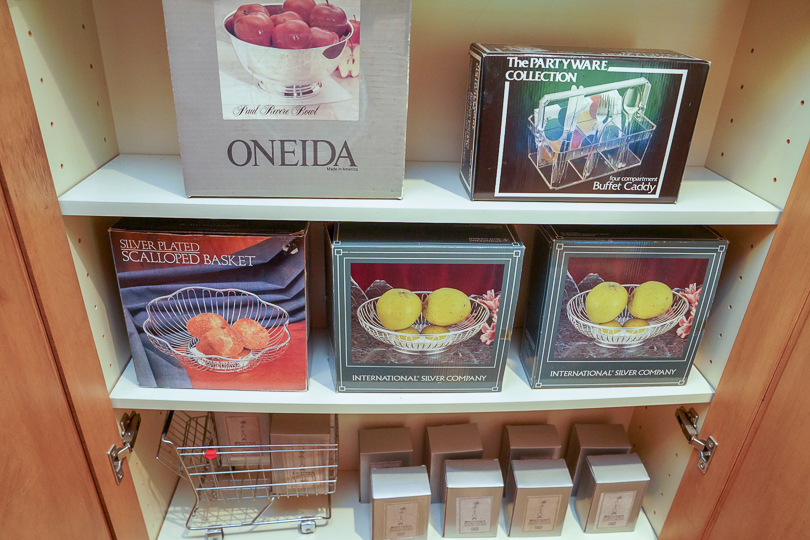 Paul Revere Bowl
ONEIDA
Made in America
The PARTYWARE
COLLECTION
four compartment
Buffet Caddy
SILVER PLATED
SCALLOPED BASKET
INTERNATIONAL® SILVER COMPANY
INTERNATIONAL® SILVER COMPANY